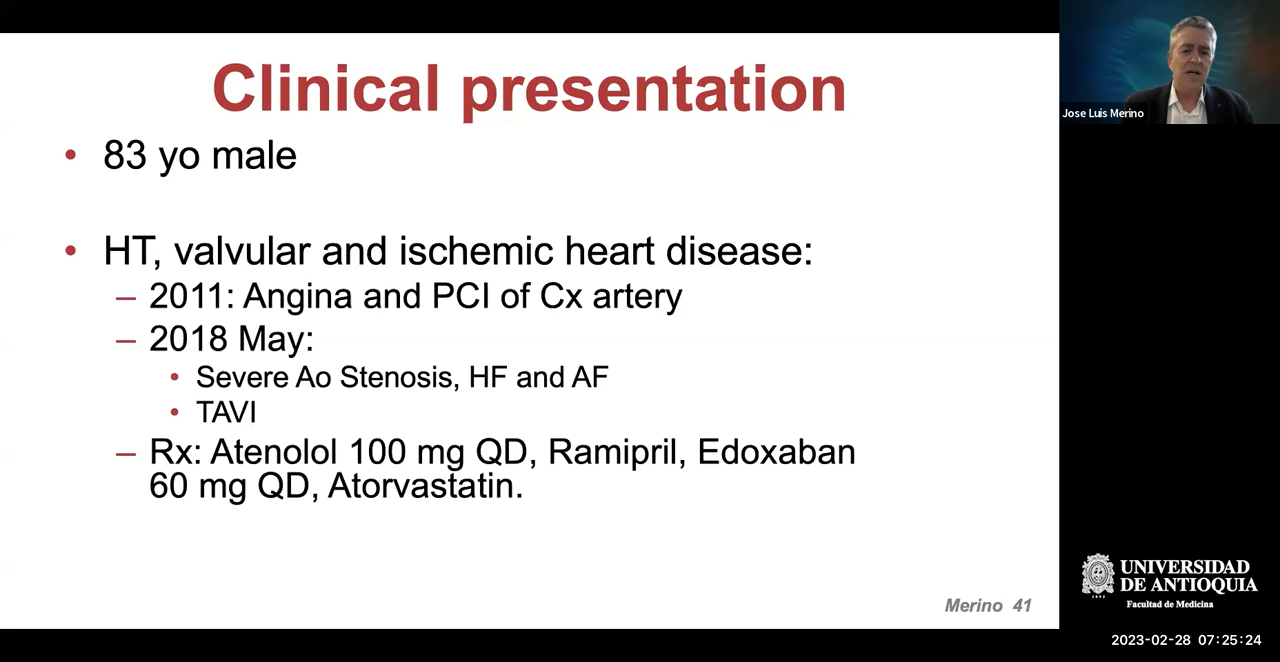 Clinical presentation
• 83 yo male
• HT, valvular and ischemic heart disease:
– 2011: Angina and PCI of Cx artery
– 2018 May:
• Severe Ao Stenosis, HF and AF
• TAVI
– Rx: Atenolol 100 mg QD, Ramipril, Edoxaban
60 mg QD, Atorvastatin.
Merino 41
Jose Luis Merino
UNIVERSIDAD
DE ANTIOQUIA
1803
Facultad de Medicina
2023-02-28 07:25:24